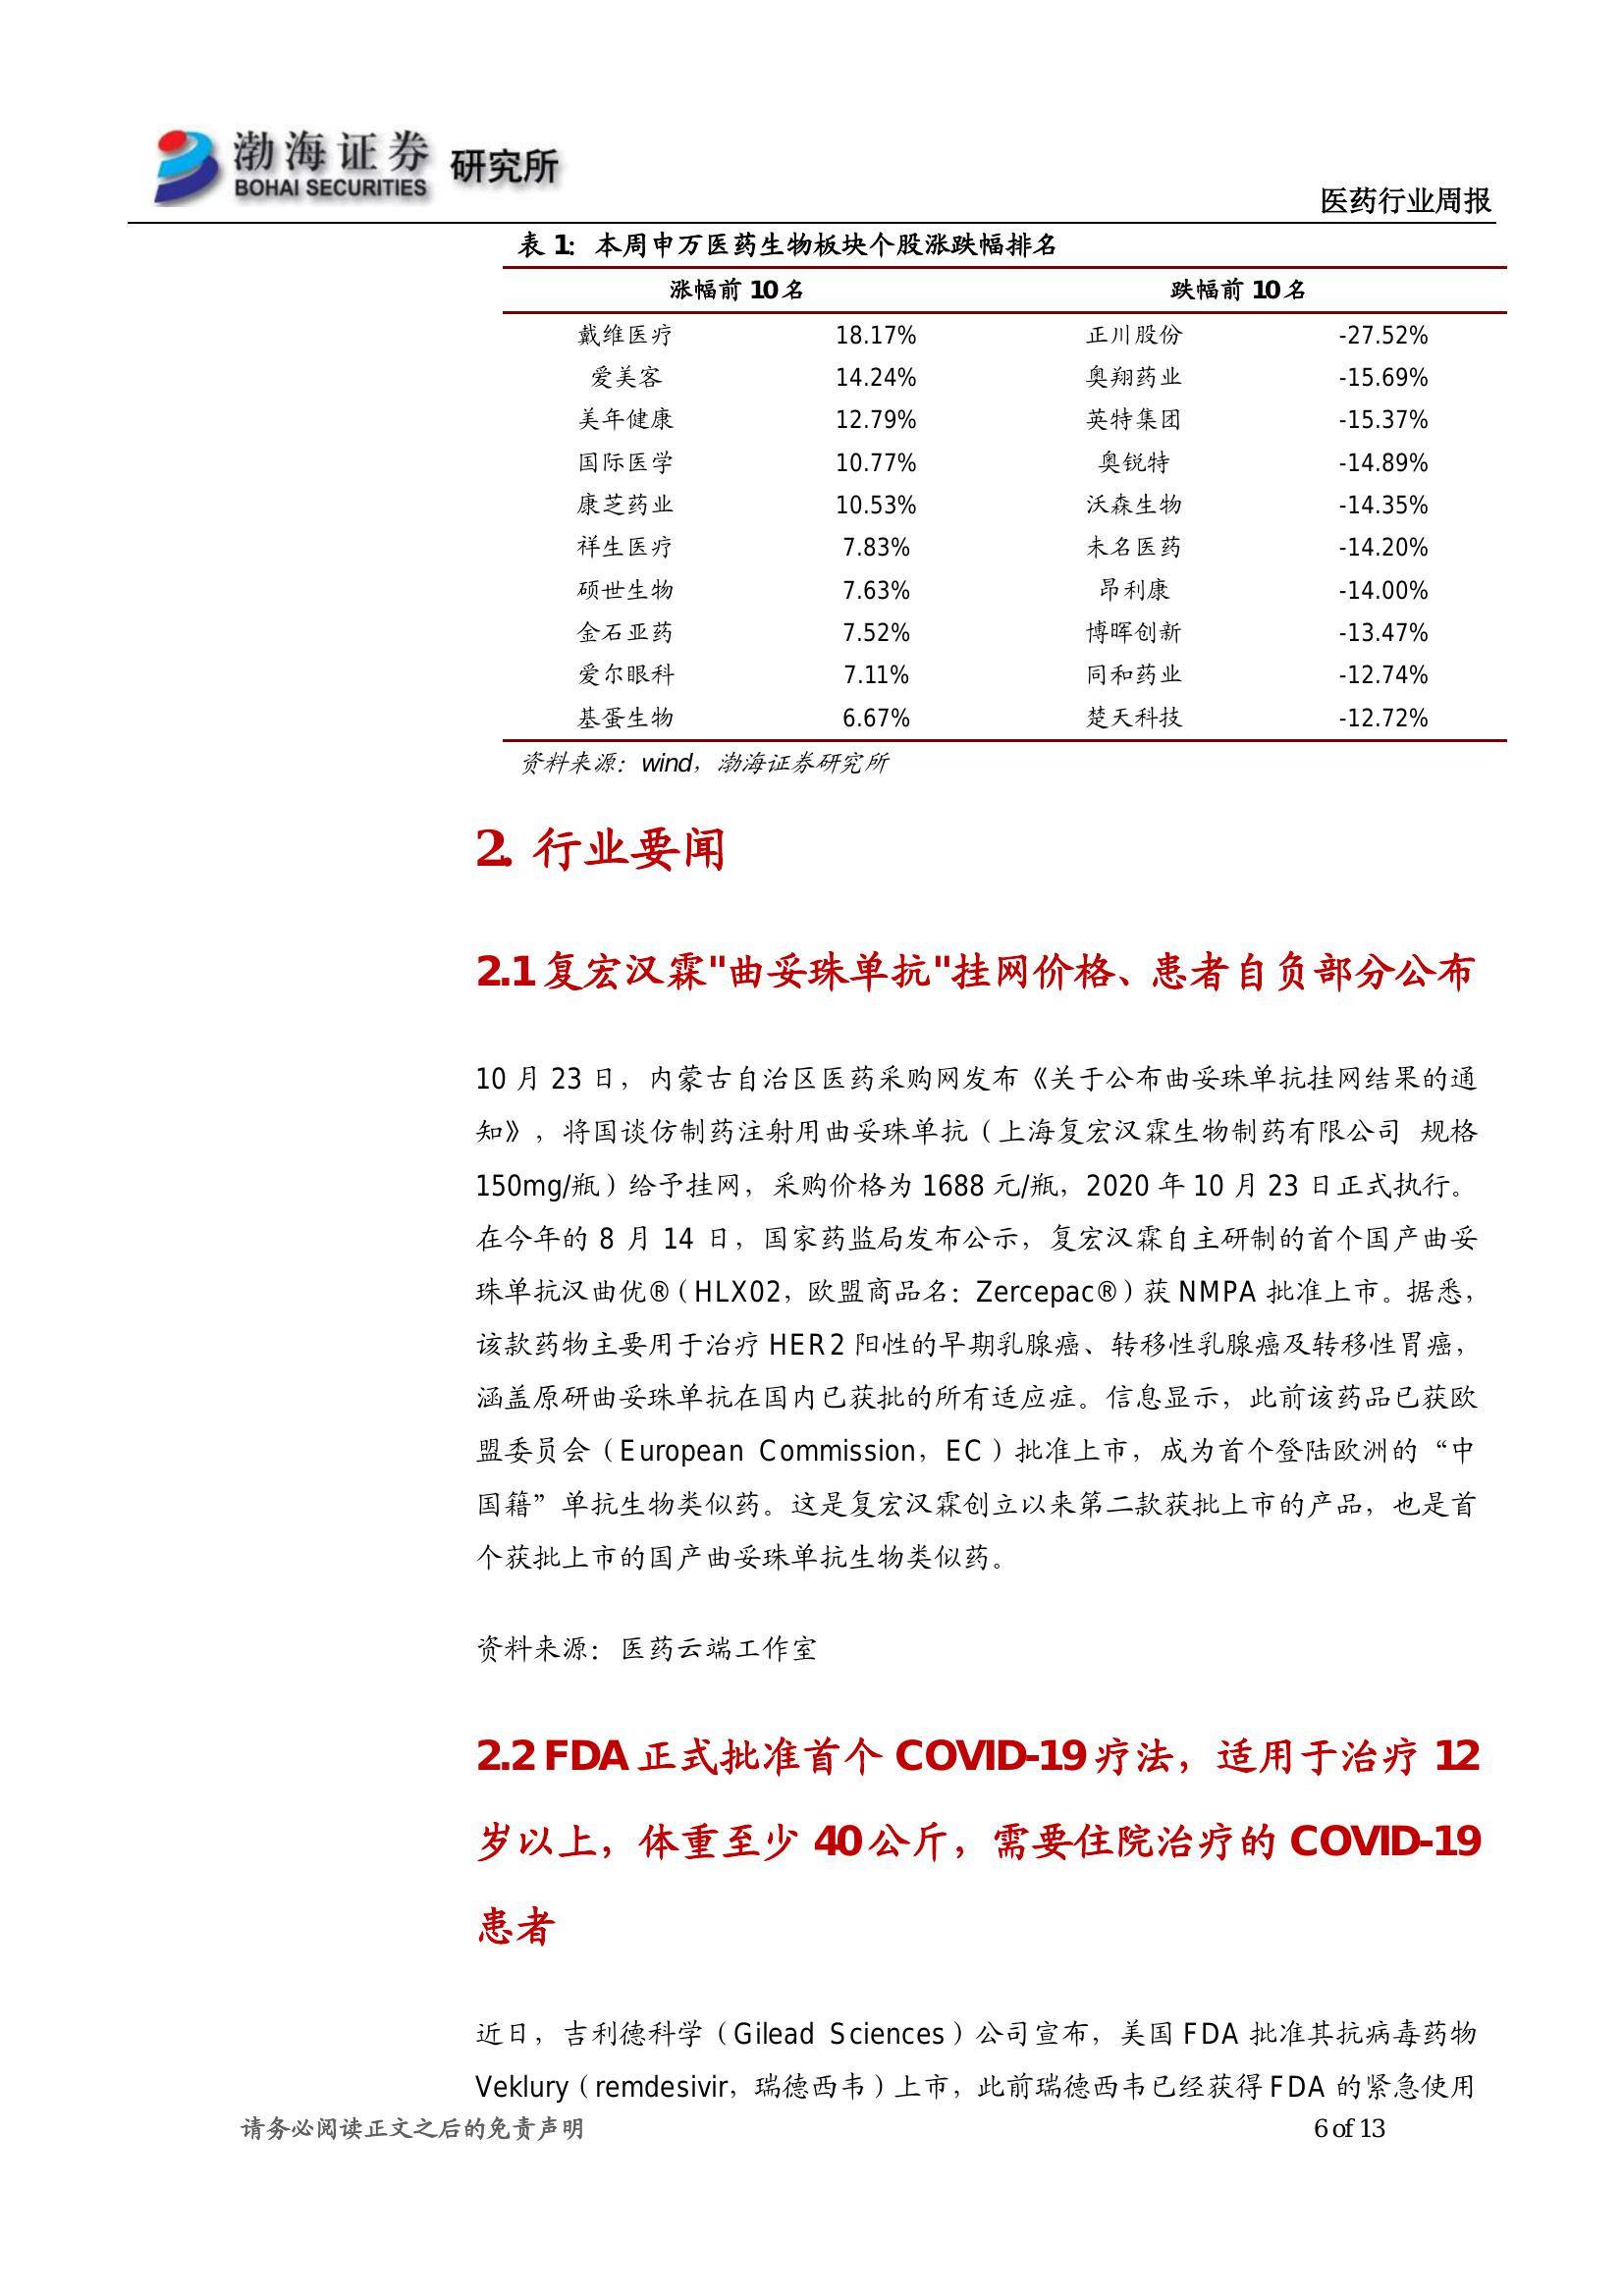 渤海证券 研究所
BOHAI SECURITIES
医药行业周报
表 1：本周申万医药生物板块个股涨跌幅排名
涨幅前 10 名 跌幅前 10 名
戴维医疗 18.17% 正川股份 -27.52%
爱美客 14.24% 奥翔药业 -15.69%
美年健康 12.79% 英特集团 -15.37%
国际医学 10.77% 奥锐特 -14.89%
康芝药业 10.53% 沃森生物 -14.35%
祥生医疗 7.83% 未名医药 -14.20%
硕世生物 7.63% 昂利康 -14.00%
金石亚药 7.52% 博晖创新 -13.47%
爱尔眼科 7.11% 同和药业 -12.74%
基蛋生物 6.67% 楚天科技 -12.72%
资料来源：wind，渤海证券研究所
2. 行业要闻
2.1 复宏汉霖"曲妥珠单抗"挂网价格、患者自负部分公布
10 月 23 日，内蒙古自治区医药采购网发布《关于公布曲妥珠单抗挂网结果的通
知》，将国谈仿制药注射用曲妥珠单抗（上海复宏汉霖生物制药有限公司 规格
150mg/瓶）给予挂网，采购价格为 1688 元/瓶，2020 年 10 月 23 日正式执行。
在今年的 8 月 14 日，国家药监局发布公示，复宏汉霖自主研制的首个国产曲妥
珠单抗汉曲优®（HLX02，欧盟商品名：Zercepac®）获 NMPA 批准上市。据悉，
该款药物主要用于治疗 HER2 阳性的早期乳腺癌、转移性乳腺癌及转移性胃癌，
涵盖原研曲妥珠单抗在国内已获批的所有适应症。信息显示，此前该药品已获欧
盟委员会（European Commission，EC）批准上市，成为首个登陆欧洲的“中
国籍”单抗生物类似药。这是复宏汉霖创立以来第二款获批上市的产品，也是首
个获批上市的国产曲妥珠单抗生物类似药。
资料来源：医药云端工作室
2.2 FDA 正式批准首个 COVID-19 疗法，适用于治疗 12
岁以上，体重至少 40 公斤，需要住院治疗的 COVID-19
患者
近日，吉利德科学（Gilead Sciences）公司宣布，美国 FDA 批准其抗病毒药物
Veklury（remdesivir，瑞德西韦）上市，此前瑞德西韦已经获得 FDA 的紧急使用
请务必阅读正文之后的免责声明 6 of 13